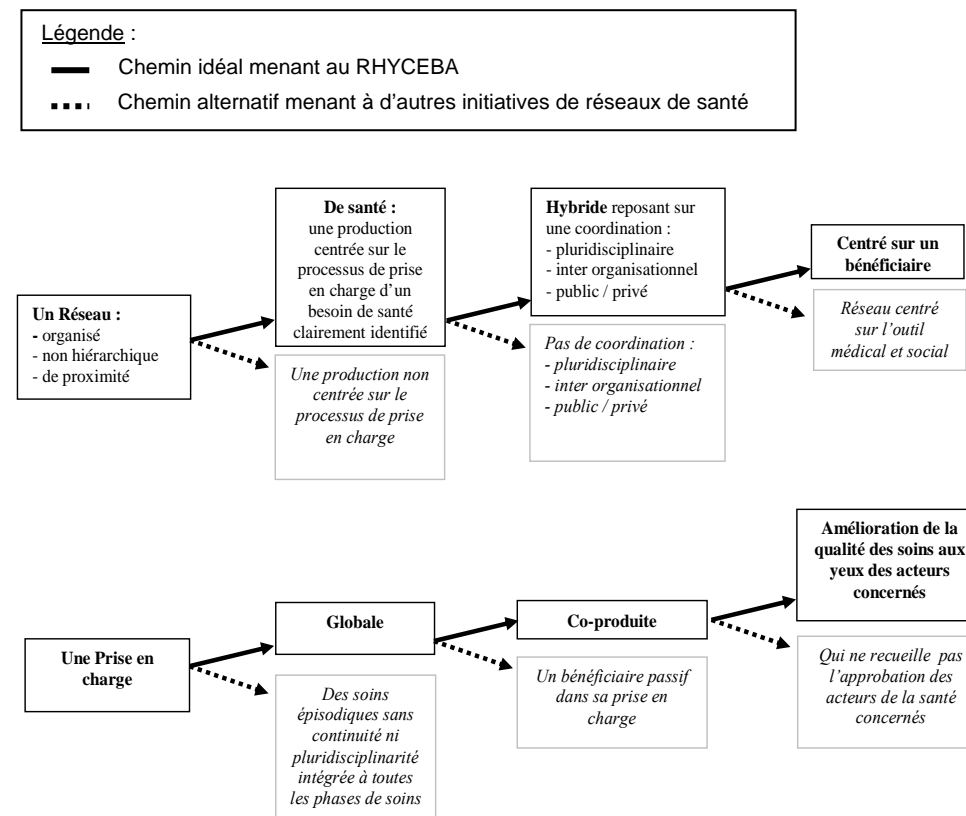 Légende :
Chemin idéal menant au RHYCEBA
Chemin alternatif menant à d'autres initiatives de réseaux de santé
Un Réseau :
- organisé
- non hiérarchique
- de proximité
De santé :
une production
centrée sur le
processus de prise
en charge d'un
besoin de santé
clairement identifié
Une production non
centrée sur le
processus de prise
en charge
Hybride reposant sur
une coordination :
- pluridisciplinaire
- inter organisationnel
- public / privé
Pas de coordination :
- pluridisciplinaire
- inter organisationnel
- public / privé
Centré sur un
bénéficiaire
Réseau centré
sur l'outil
médical et social
Une Prise en
charge
Globale
Des soins
épisodiques sans
continuité ni
pluridisciplinarité
intégrée à toutes
les phases de soins
Co-produite
Un bénéficiaire passif
dans sa prise en
charge
Amélioration de la
qualité des soins aux
yeux des acteurs
concernés
Qui ne recueille pas
l'approbation des
acteurs de la santé
concernés